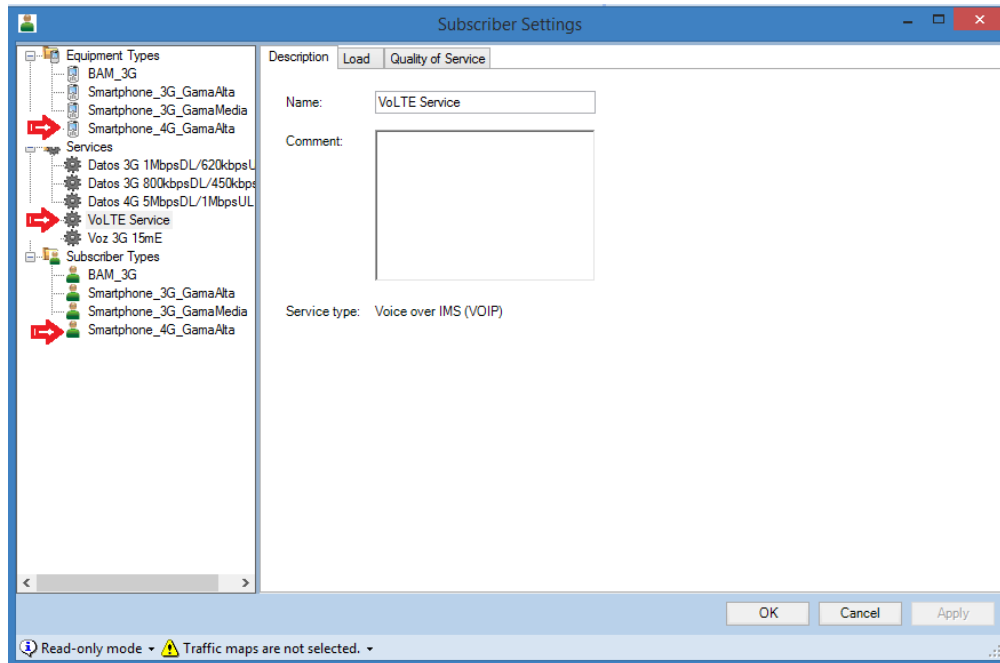 Subscriber Settings
Equipment Types
BAM_3G
Smartphone_3G_GamaAlta
Smartphone_3G_GamaMedia
Smartphone_4G_GamaAlta
Services
Datos 3G 1MbpsDL/620kbpsU
Datos 3G 800kbpsDL/450kbps
Datos 4G 5MbpsDL/1MbpsUL
VoLTE Service
Voz 3G 15mE
Subscriber Types
BAM_3G
Smartphone_3G_GamaAlta
Smartphone_3G_GamaMedia
Smartphone_4G_GamaAlta
Description Load Quality of Service
Name: VoLTE Service
Comment:
Service type: Voice over IMS (VOIP)
OK Cancel Apply
Read-only mode Traffic maps are not selected.